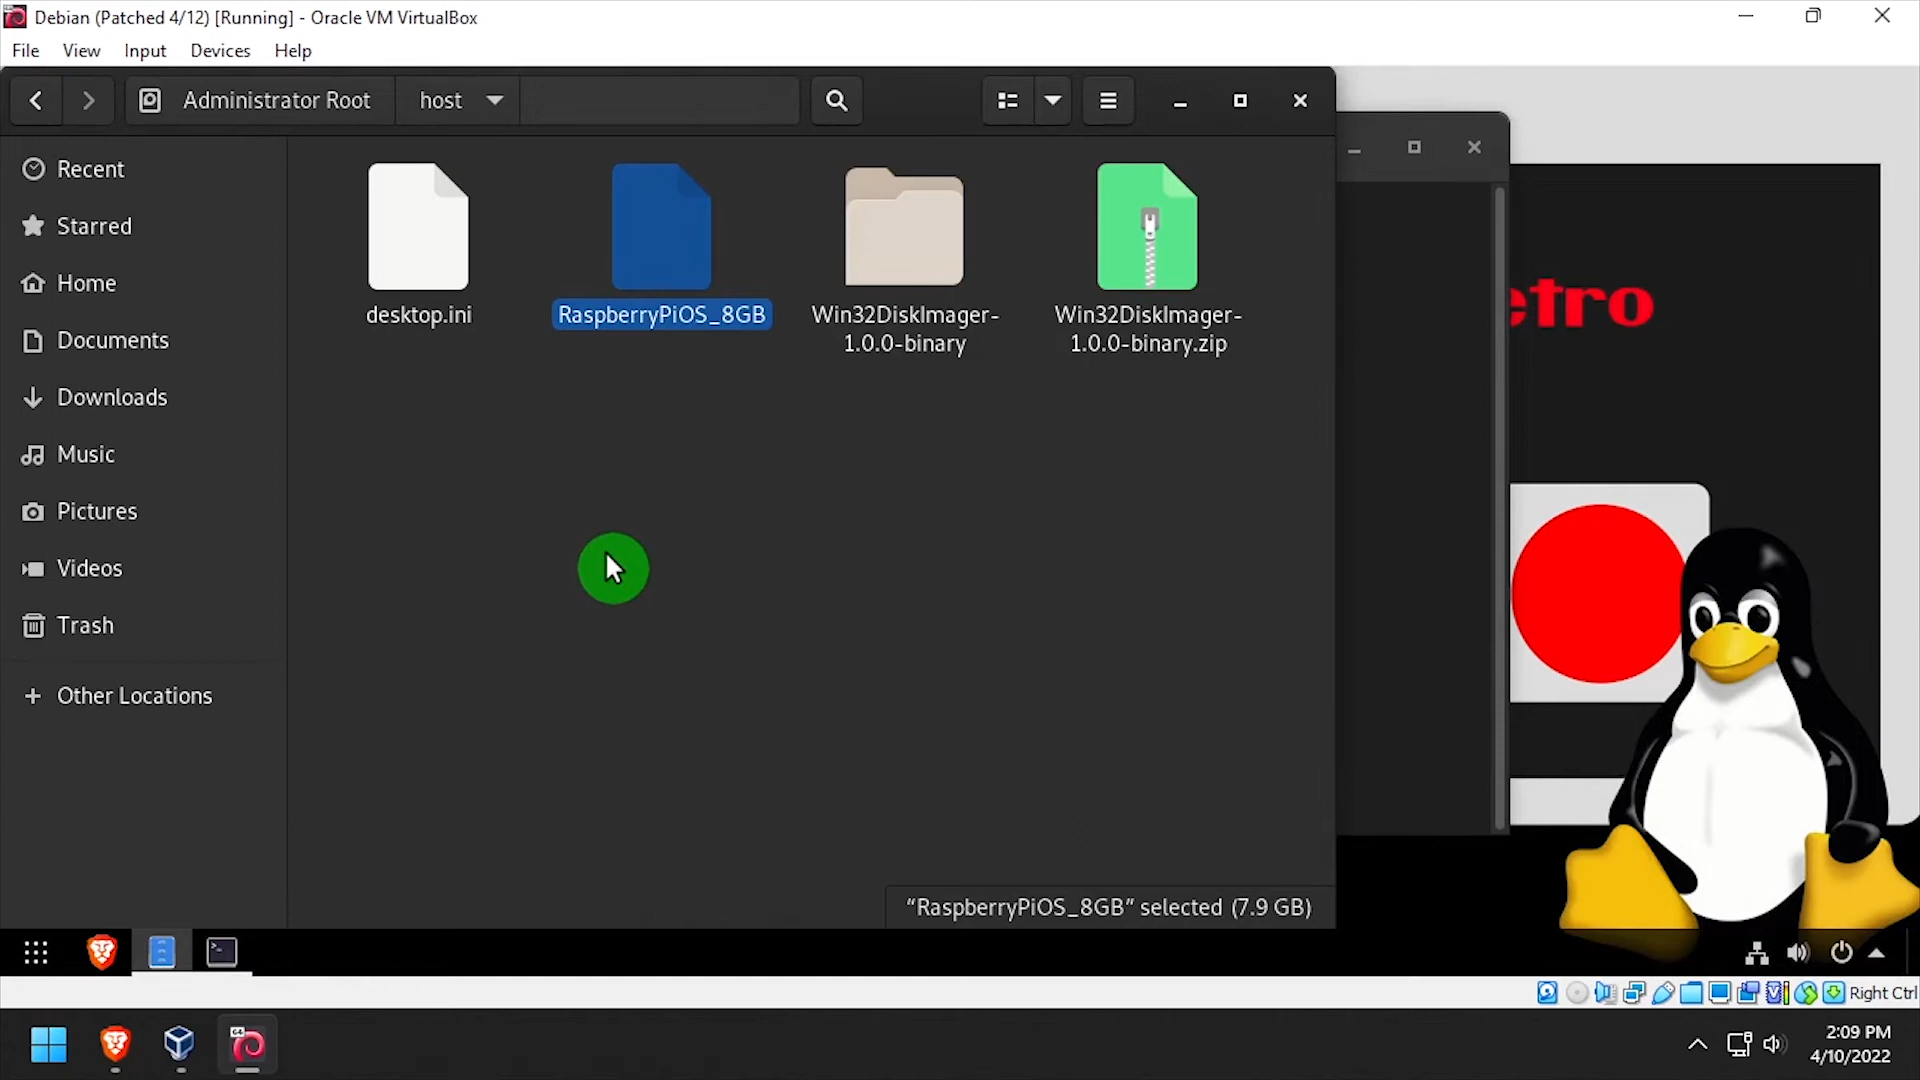 Debian (Patched 4/12) [Running] - Oracle VM VirtualBox
File View Input Devices Help
Administrator Root host
Recent
Starred
Home
Documents
Downloads
Music
Pictures
Videos
Trash
Other Locations
desktop.ini
RaspberryPiOS_8GB
Win32DiskImager-
1.0.0-binary
Win32DiskImager-
1.0.0-binary.zip
etro
“RaspberryPiOS_8GB” selected (7.9 GB)
Right Ctrl
64
2:09 PM
4/10/2022